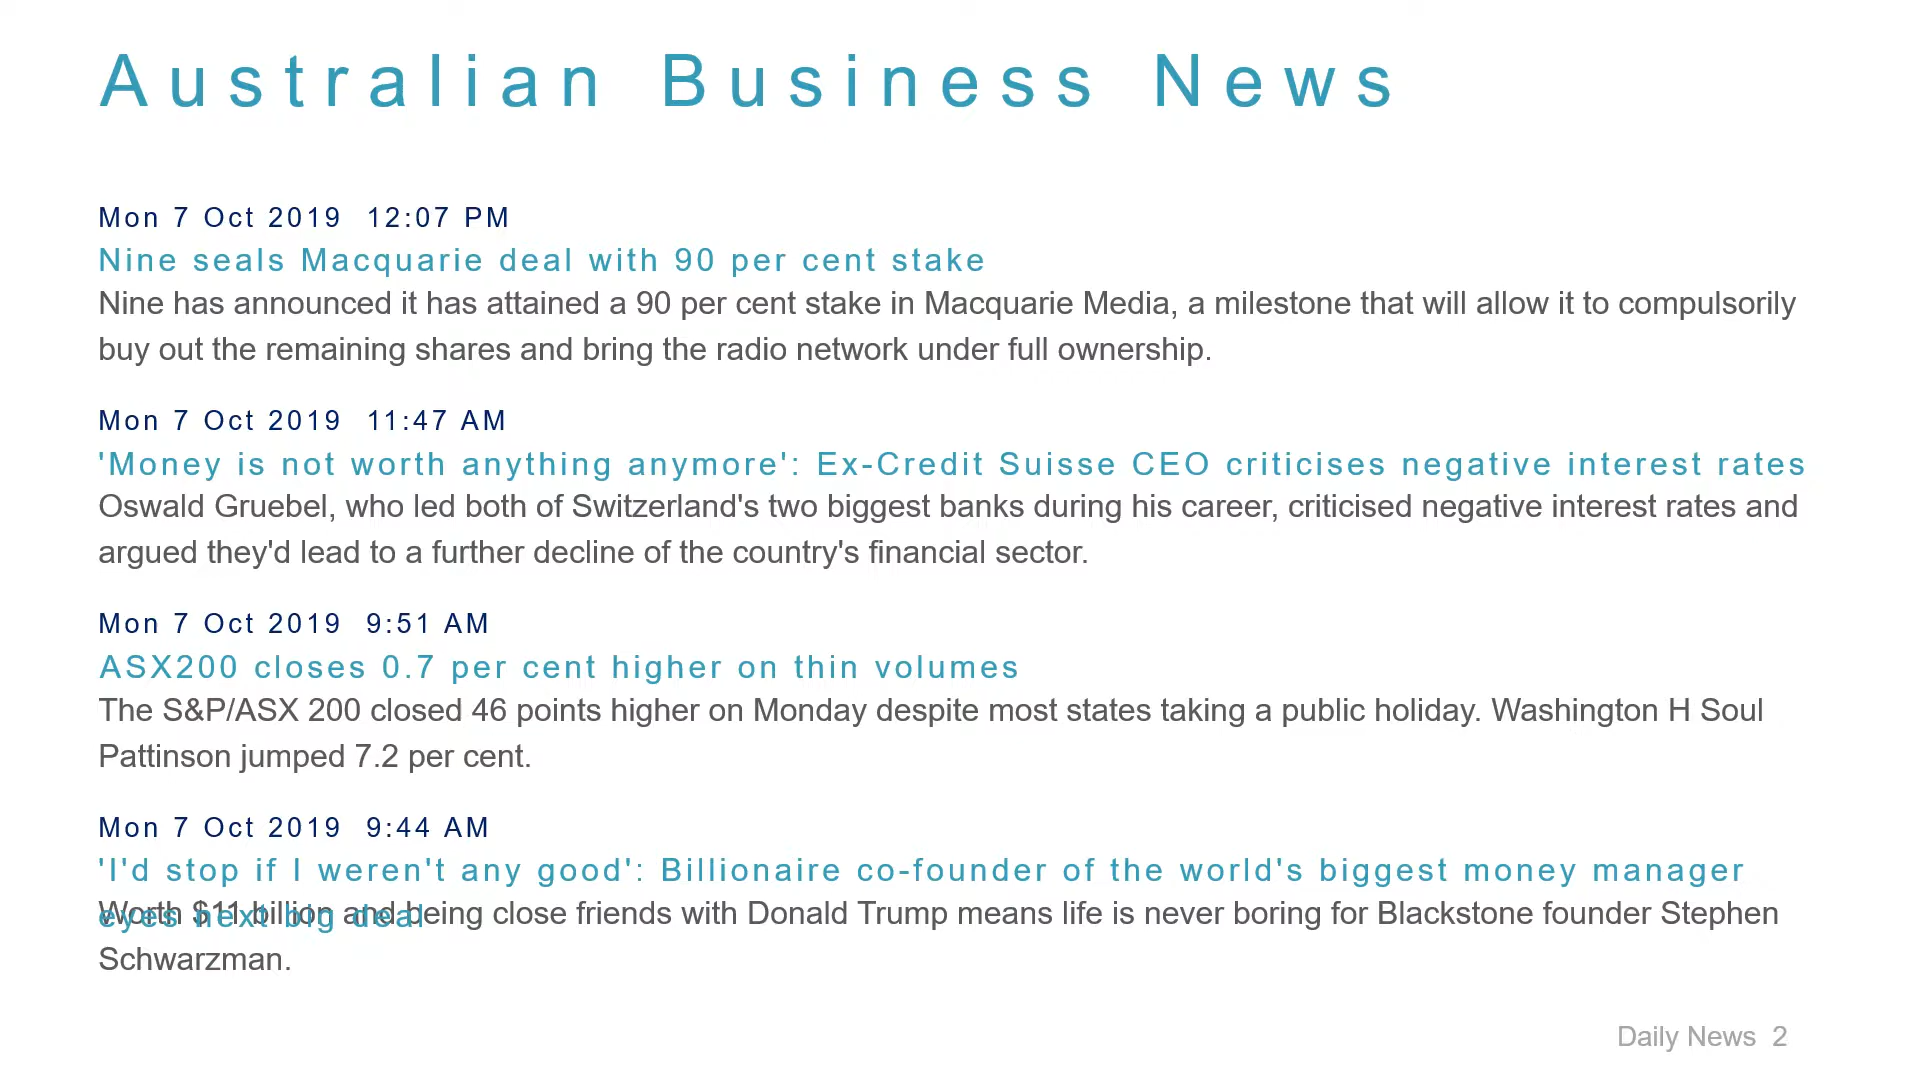 Australian Business News
Mon 7 Oct 2019 12:07 PM
Nine seals Macquarie deal with 90 per cent stake
Nine has announced it has attained a 90 per cent stake in Macquarie Media, a milestone that will allow it to compulsorily
buy out the remaining shares and bring the radio network under full ownership.
Mon 7 Oct 2019 11:47 AM
'Money is not worth anything anymore': Ex-Credit Suisse CEO criticises negative interest rates
Oswald Gruebel, who led both of Switzerland's two biggest banks during his career, criticised negative interest rates and
argued they'd lead to a further decline of the country's financial sector.
Mon 7 Oct 2019 9:51 AM
ASX200 closes 0.7 per cent higher on thin volumes
The S&P/ASX 200 closed 46 points higher on Monday despite most states taking a public holiday. Washington H Soul
Pattinson jumped 7.2 per cent.
Mon 7 Oct 2019 9:44 AM
'I'd stop if I weren't any good': Billionaire co-founder of the world's biggest money manager
eyes next big deal
Worth $11 billion and being close friends with Donald Trump means life is never boring for Blackstone founder Stephen
Schwarzman.
Daily News 2